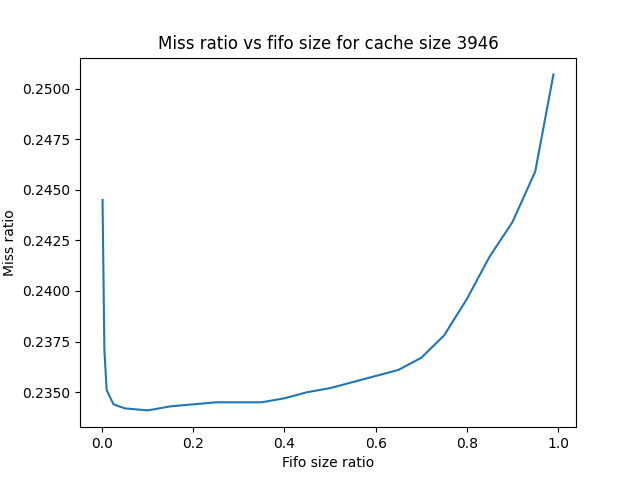 Miss ratio vs fifo size for cache size 3946
0.2500
0.2475
0.2450
0.2425
0.2400
0.2375
0.2350
Miss ratio
0.0 0.2 0.4 0.6 0.8 1.0
Fifo size ratio